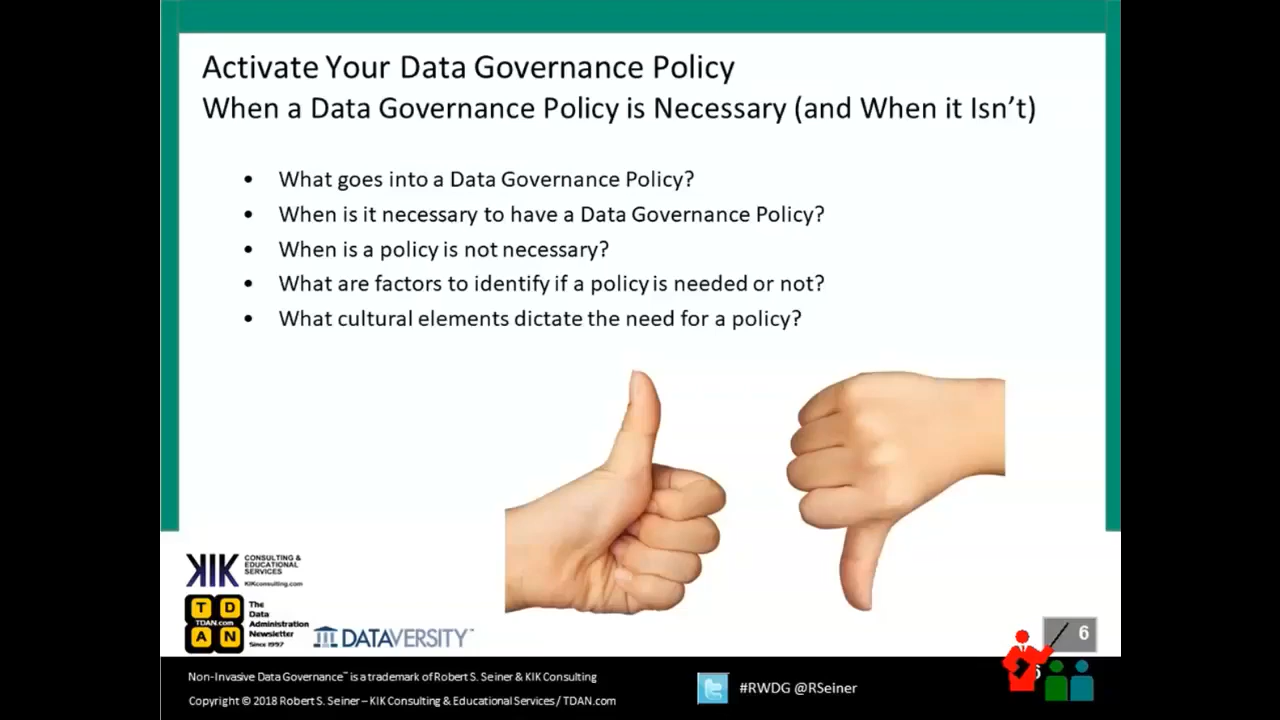 Activate Your Data Governance Policy
When a Data Governance Policy is Necessary (and When it Isn't)
• What goes into a Data Governance Policy?
• When is it necessary to have a Data Governance Policy?
• When is a policy is not necessary?
• What are factors to identify if a policy is needed or not?
• What cultural elements dictate the need for a policy?
KIK
CONSULTING &
EDUCATIONAL
SERVICES
KIKconsulting.com
T D
TDAN.com
A N
The
Data
Administration
Newsletter
Since 1997
DATAVERSITY™
6
6
Non-Invasive Data Governance™ is a trademark of Robert S. Seiner & KIK Consulting
Copyright © 2018 Robert S. Seiner – KIK Consulting & Educational Services / TDAN.com
#RWDG @RSeiner